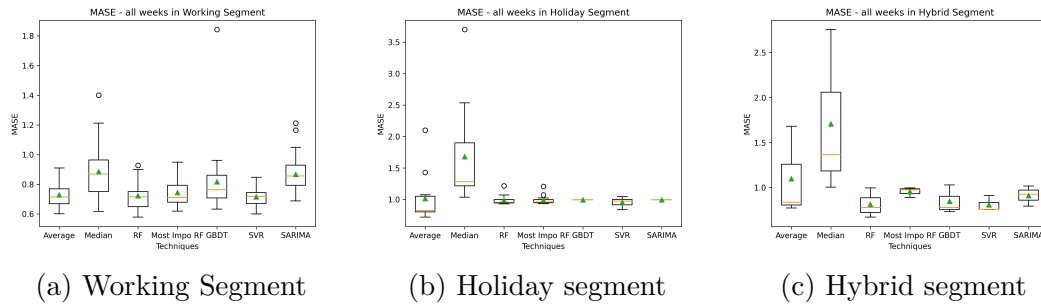 MASE - all weeks in Working Segment
MASE
1.8
1.6
1.4
1.2
1.0
0.8
0.6
Average Median RF Most Impo RF GBDT SVR SARIMA
Techniques
(a) Working Segment
MASE - all weeks in Holiday Segment
MASE
3.5
3.0
2.5
2.0
1.5
1.0
Average Median RF Most Impo RF GBDT SVR SARIMA
Techniques
(b) Holiday segment
MASE - all weeks in Hybrid Segment
MASE
2.5
2.0
1.5
1.0
Average Median RF Most Impo RF GBDT SVR SARIMA
Techniques
(c) Hybrid segment